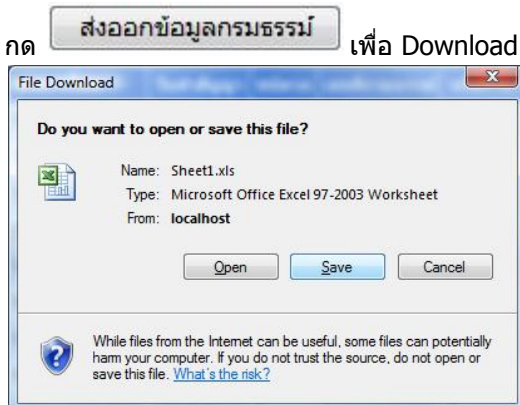 กด ส่งออกข้อมูลกรมธรรม์ เพื่อ Download
File Download
X
Do you want to open or save this file?
Name: Sheet1.xls
Type: Microsoft Office Excel 97-2003 Worksheet
From: localhost
Open Save Cancel
While files from the Internet can be useful, some files can potentially
harm your computer. If you do not trust the source, do not open or
save this file. What's the risk?